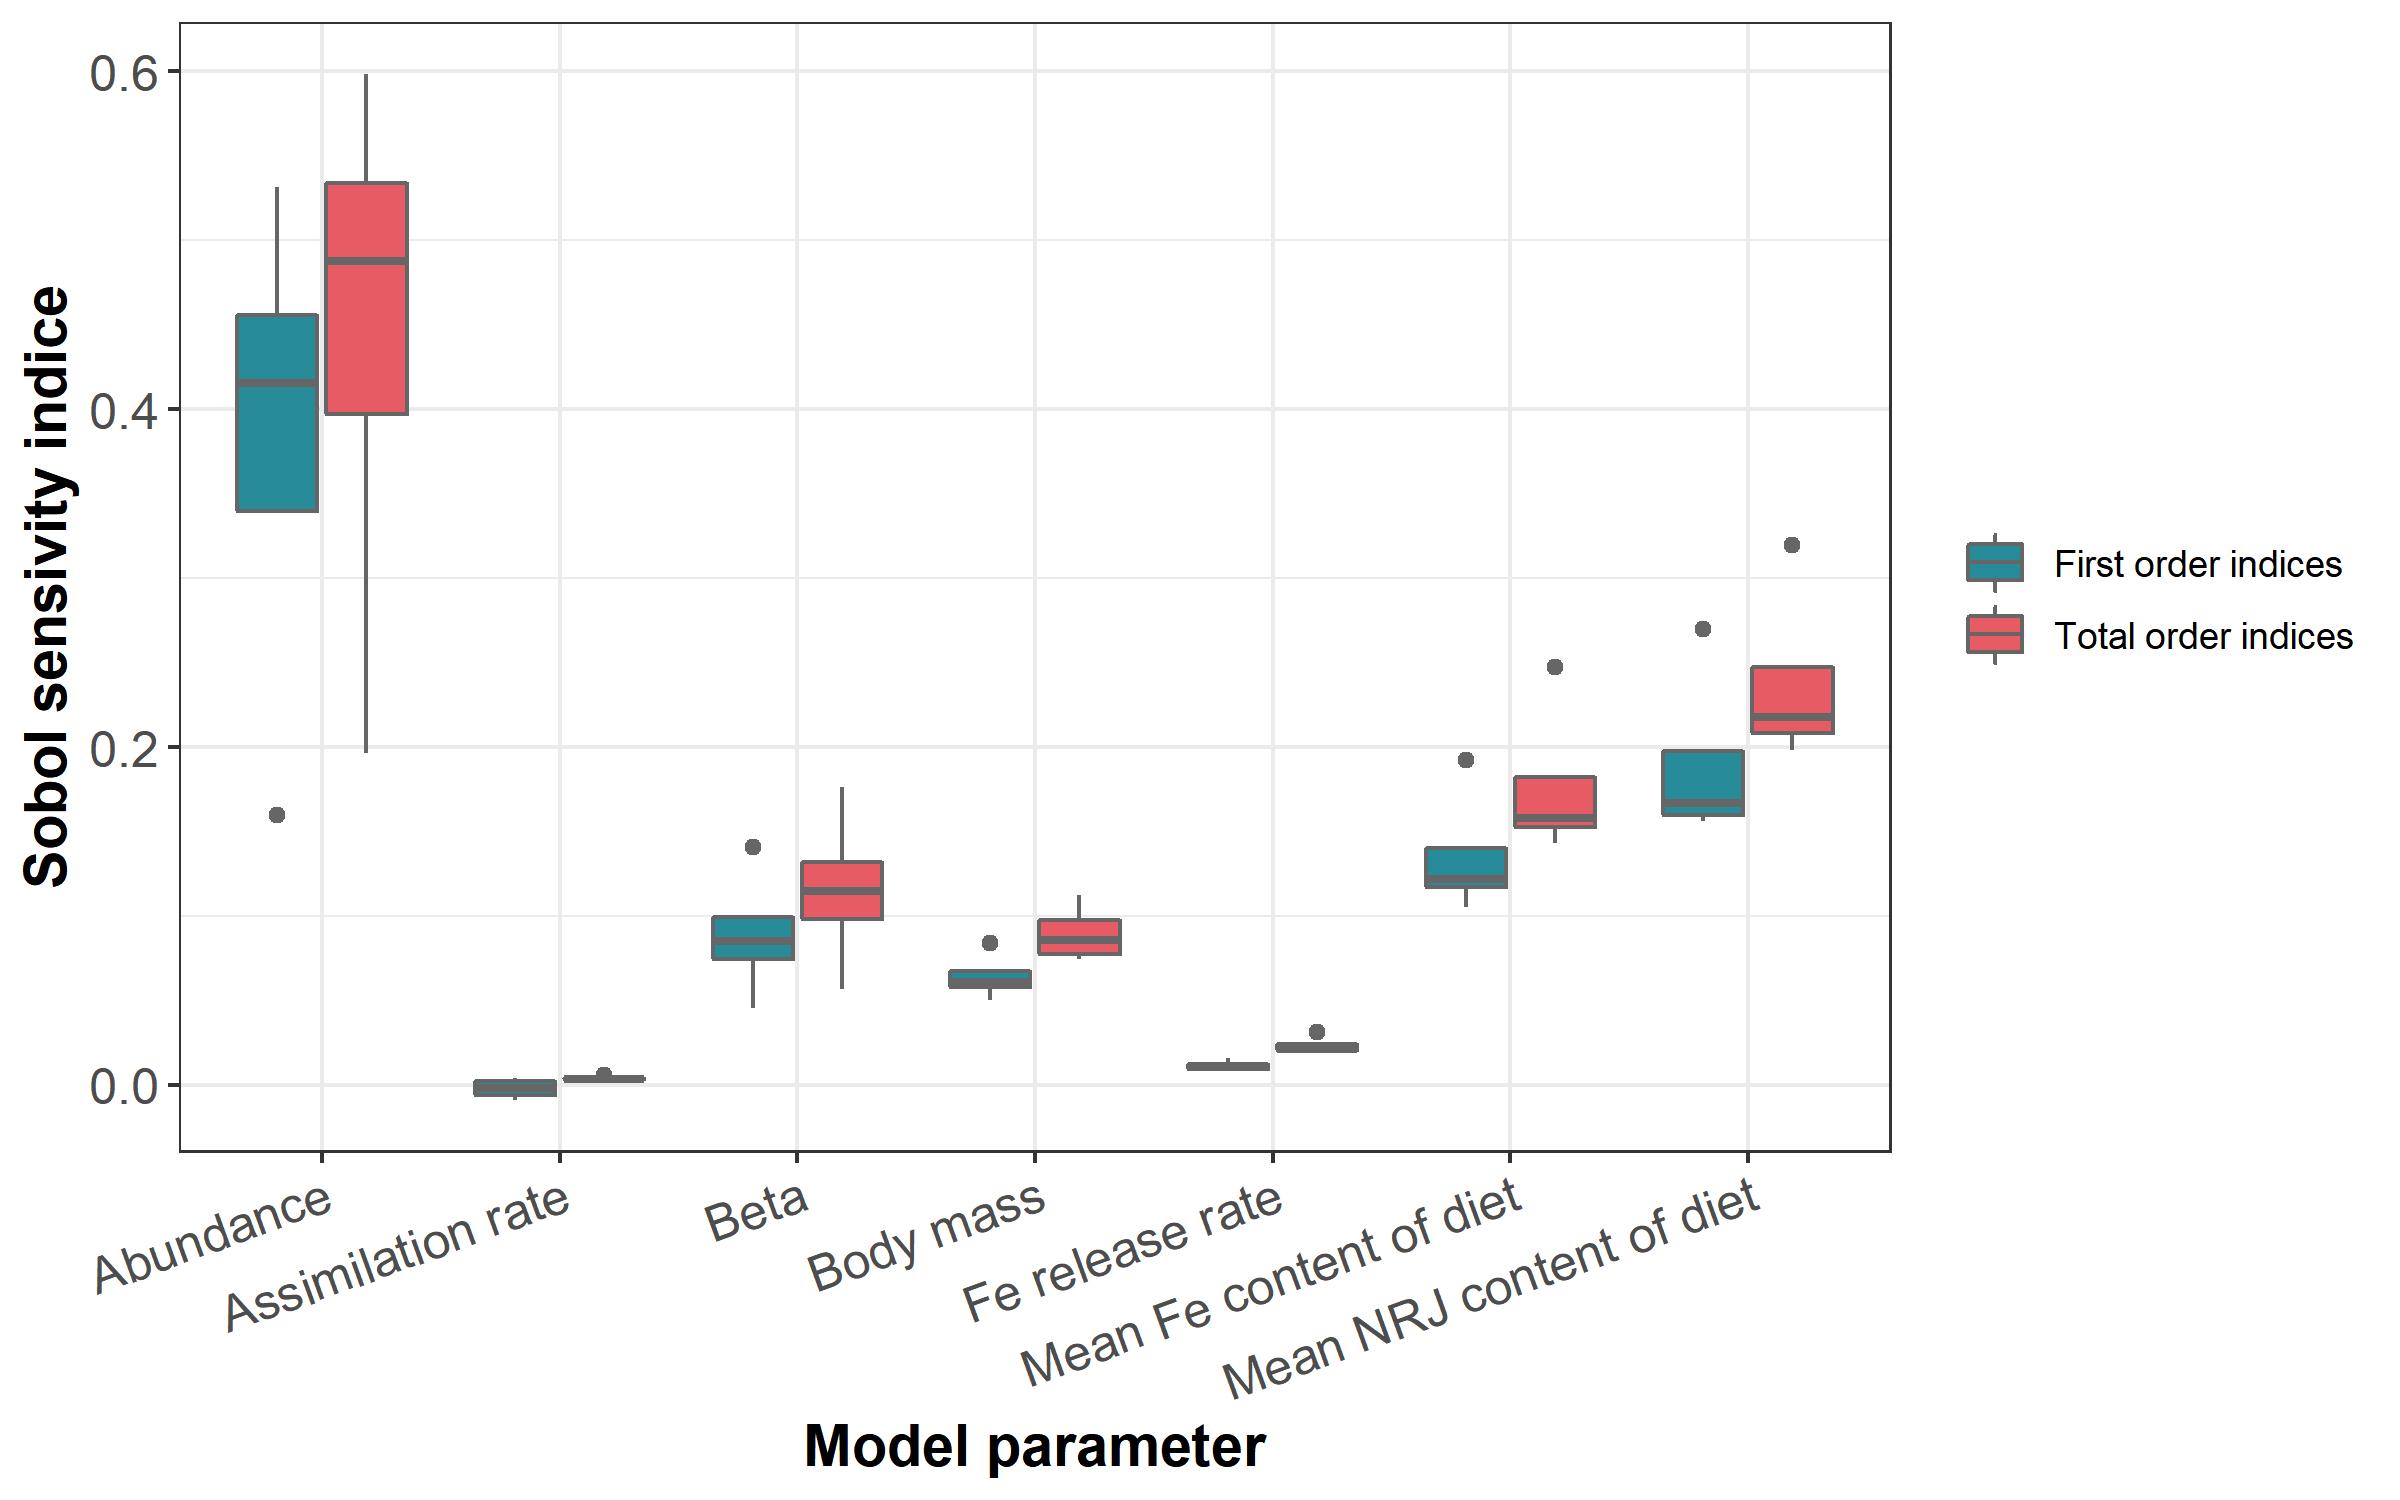 Sobol sensivity indice
0.6
0.4
0.2
0.0
Abundance
Assimilation rate
Beta
Body mass
Fe release rate
Mean Fe content of diet
Mean NRJ content of diet
Model parameter
First order indices
Total order indices